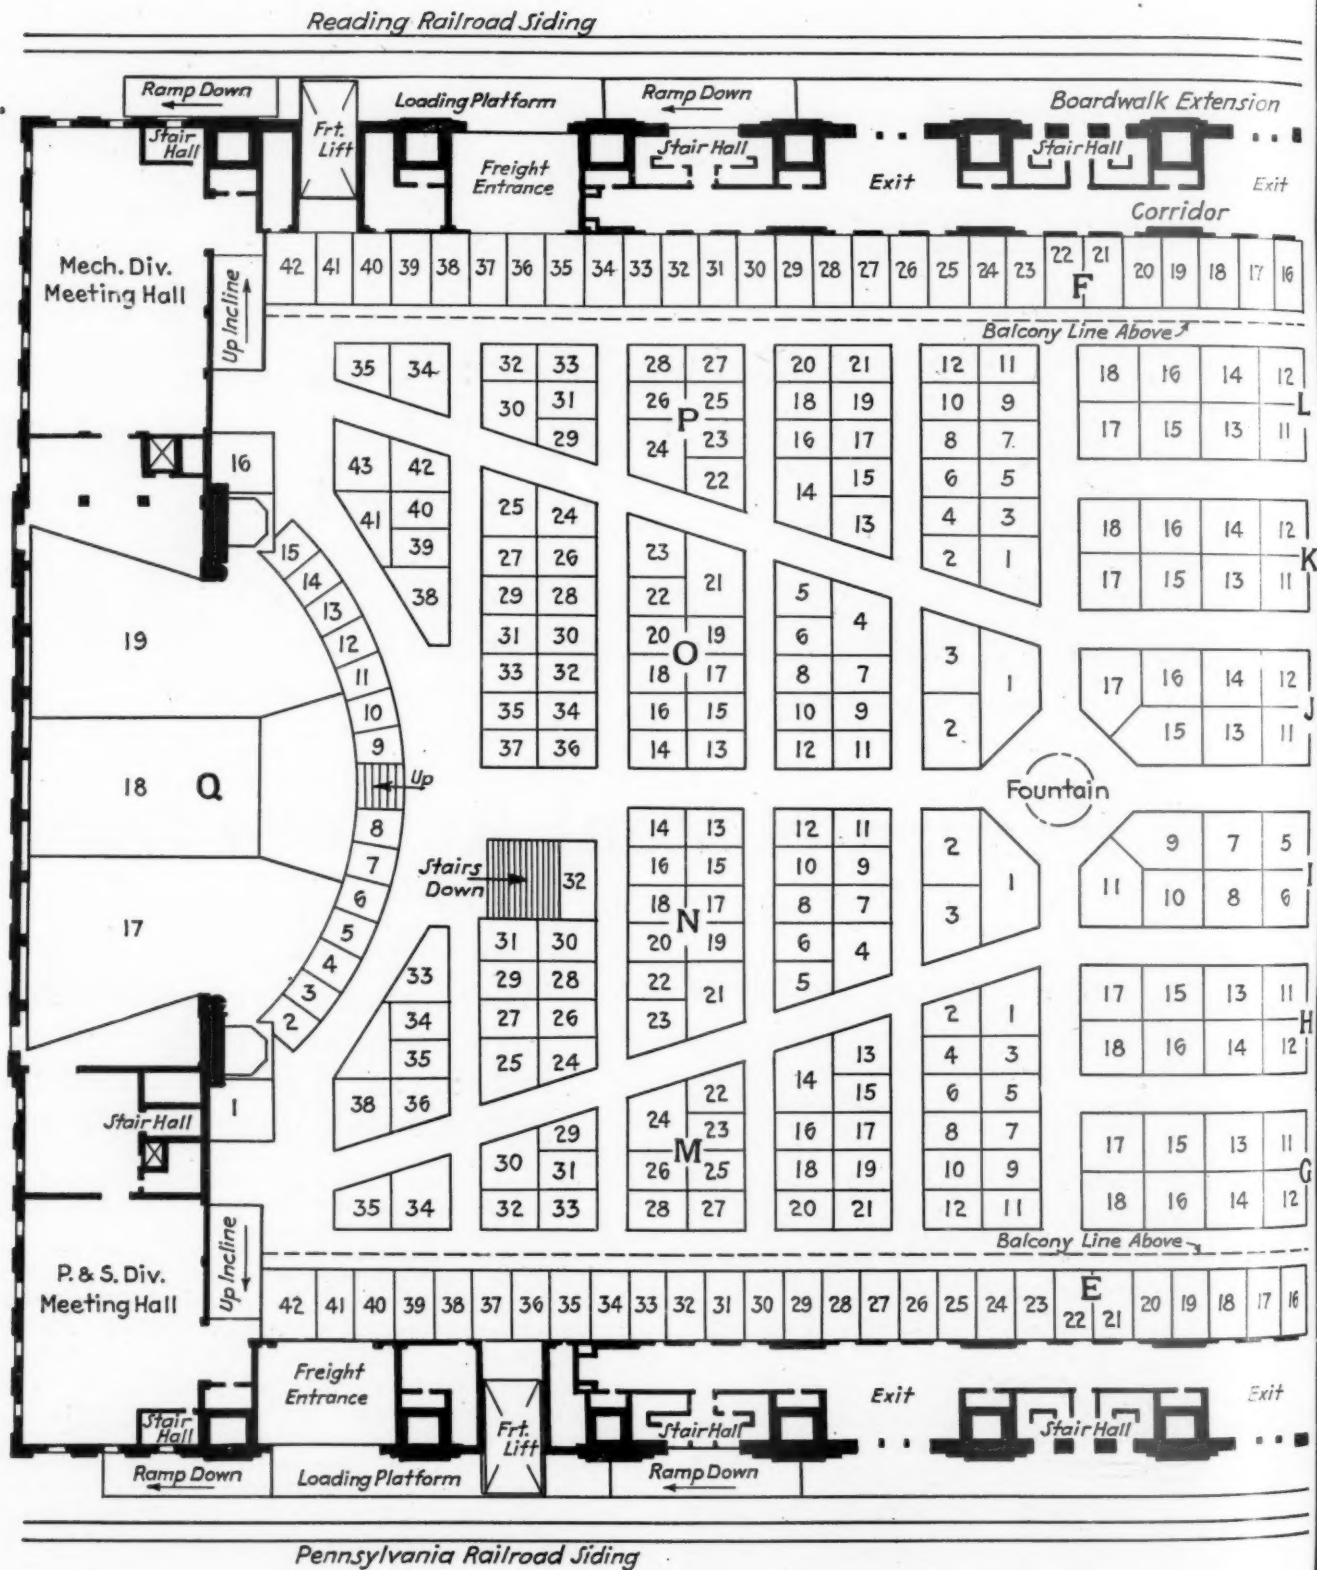 Reading Railroad Siding
Ramp Down
Loading Platform
Ramp Down
Boardwalk Extension
Stair Hall
Frt. Lift
Freight Entrance
Stair Hall
Exit
Stair Hall
Exit
Corridor
Mech. Div.
Meeting Hall
Up Incline
42 41 40 39 38 37 36 35 34 33 32 31 30 29 28 27 26 25 24 23 22 21 20 19 18 17 16
F
Balcony Line Above
35 34 32 33 28 27 20 21 12 11 18 16 14 12
30 31 26 25 18 19 10 9
P
L
29 24 23 16 17 8 7 17 15 13 11
16 43 42 22 14 15 6 5
41 40 25 24 13 4 3 18 16 14 12
39 27 26 23 2 1
K
15 14 13 12 11 10 9
38 29 28 22 21 5 4 17 15 13 11
19 31 30 20 19 6 3
O
33 32 18 17 8 7 1 17 16 14 12
35 34 16 15 10 9 2
J
37 36 14 13 12 11 15 13 11
18 Q
Up
Fountain
8 7 6 5 4 3 2
Stairs Down
32 14 13 12 11 2 9 7 5
16 15 10 9 1
I
17 18 17 8 7 3 11 10 8 6
N
33 31 30 20 19 6 4
29 28 22 21 5
34 27 26 23 2 1 17 15 13 11
H
35 25 24 13 4 3 18 16 14 12
1 38 36 22 14 15 6 5
Stair Hall
29 24 23 16 17 8 7 17 15 13 11
M
G
30 31 26 25 18 19 10 9
35 34 32 33 28 27 20 21 12 11 18 16 14 12
Balcony Line Above
P. & S. Div.
Meeting Hall
Up Incline
42 41 40 39 38 37 36 35 34 33 32 31 30 29 28 27 26 25 24 23 22 21 20 19 18 17 16
E
Freight Entrance
Exit
Exit
Stair Hall
Frt. Lift
Stair Hall
Stair Hall
Ramp Down
Loading Platform
Ramp Down
Pennsylvania Railroad Siding